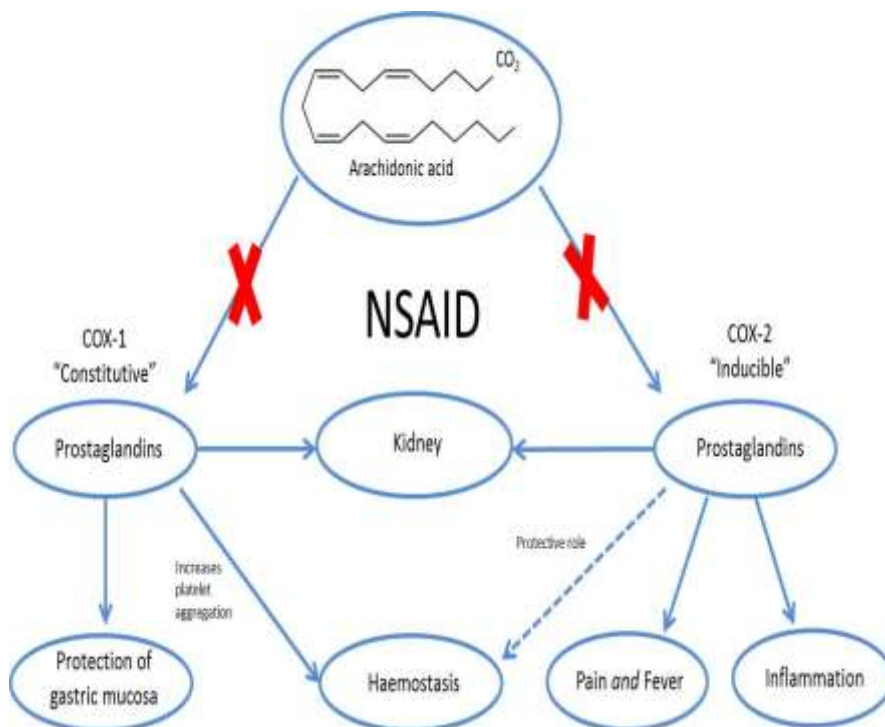 CO₂
Arachidonic acid
NSAID
COX-1
"Constitutive"
COX-2
"Inducible"
Prostaglandins
Kidney
Prostaglandins
Increases
platelet
aggregation
Protective role
Protection of
gastric mucosa
Haemostasis
Pain and Fever
Inflammation